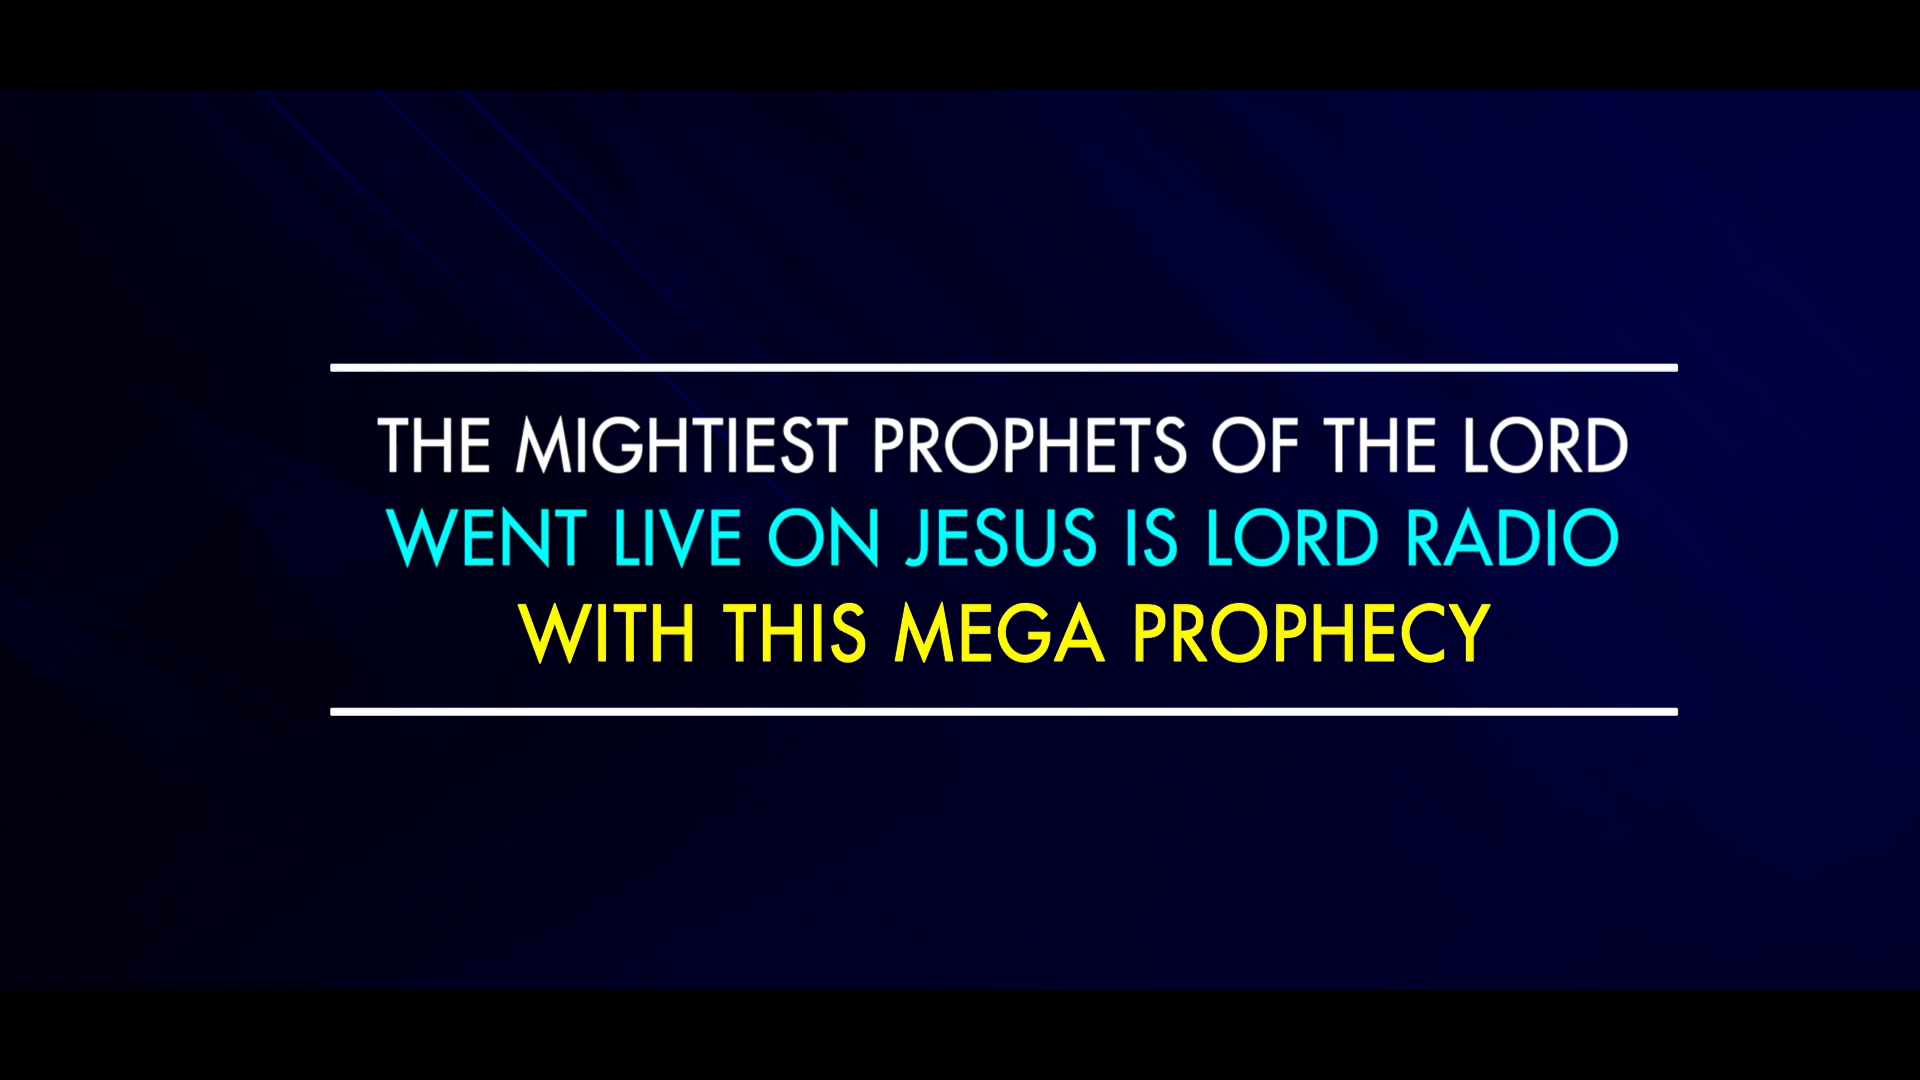 THE MIGHTIEST PROPHETS OF THE LORD
WENT LIVE ON JESUS IS LORD RADIO
WITH THIS MEGA PROPHECY